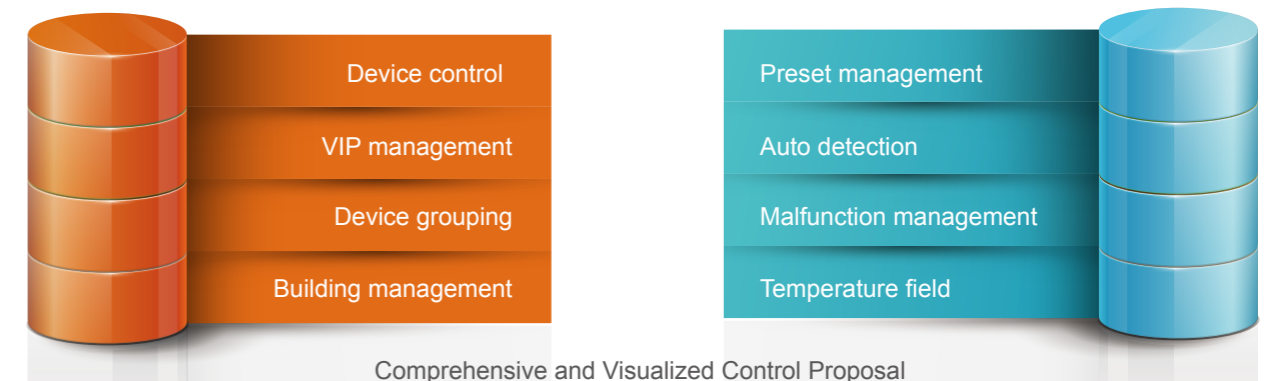 Device control
VIP management
Device grouping
Building management
Preset management
Auto detection
Malfunction management
Temperature field
Comprehensive and Visualized Control Proposal